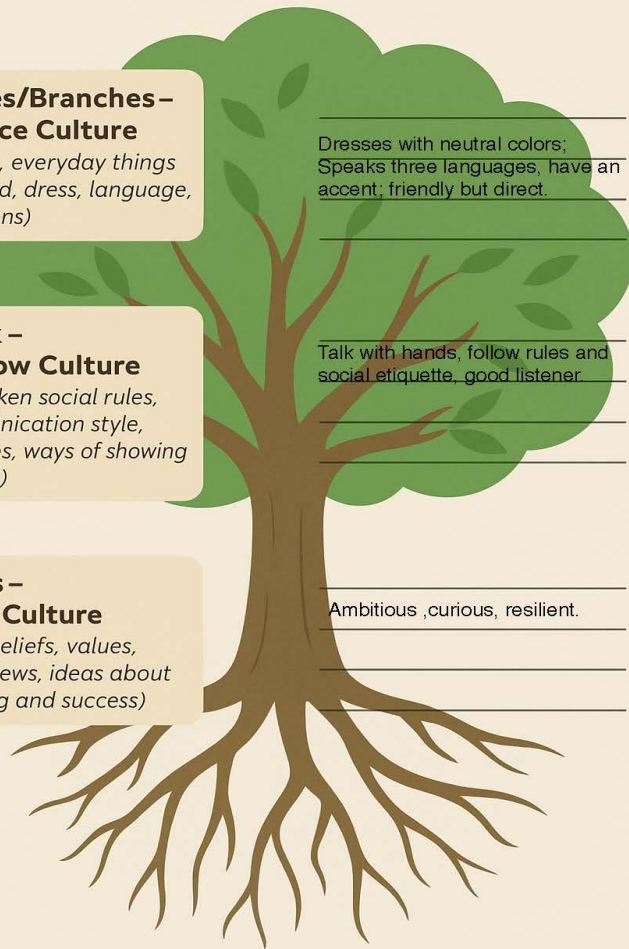 es/Branches–
ce Culture
, everyday things
d, dress, language,
ns)
Dresses with neutral colors;
Speaks three languages, have an
accent; friendly but direct.
–
ow Culture
ken social rules,
nication style,
es, ways of showing
)
Talk with hands, follow rules and
social etiquette, good listener.
s–
Culture
eliefs, values,
ews, ideas about
g and success)
Ambitious ,curious, resilient.